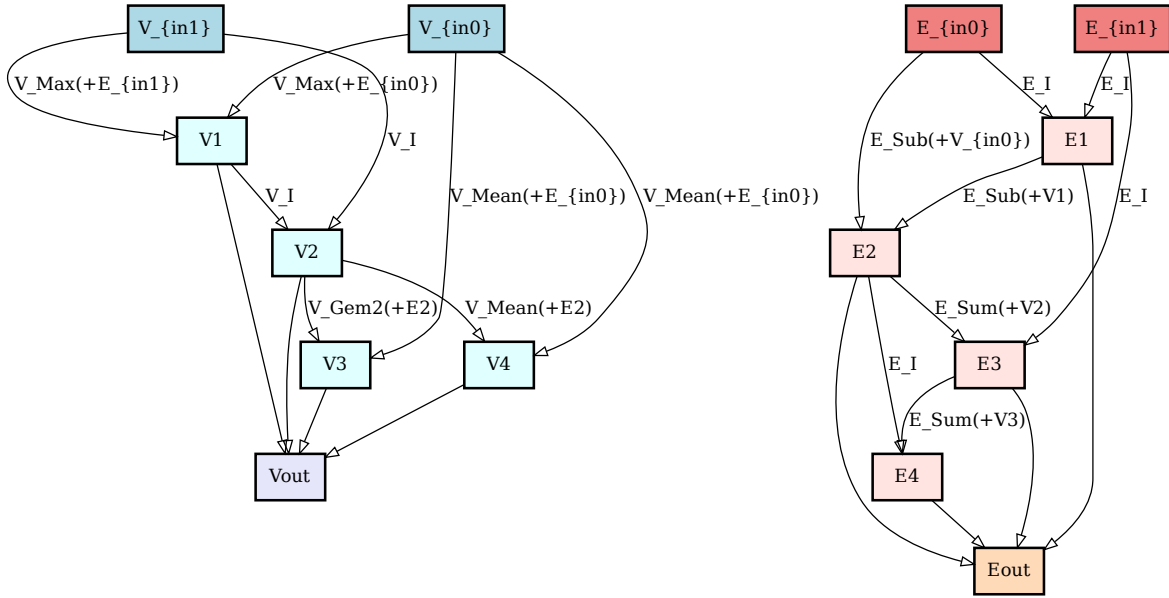 V_{in1}
V_{in0}
E_{in0}
E_{in1}
V_Max(+E_{in1})
V_Max(+E_{in0})
E_I
E_I
V1
V_I
E_Sub(+V_{in0})
E1
V_I
V_Mean(+E_{in0})
V_Mean(+E_{in0})
E_Sub(+V1)
E_I
V2
E2
V_Gem2(+E2)
V_Mean(+E2)
E_Sum(+V2)
V3
V4
E_I
E3
E_Sum(+V3)
Vout
E4
Eout